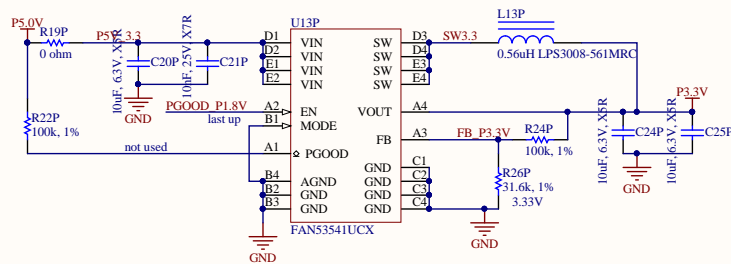 P5.0V
R19P
0 ohm
P5V_3.3
10uF, 6.3V, X5R
C20P
10nF, 25V, X7R
C21P
GND
R22P
100k, 1%
PGOOD_P1.8V
last up
not used
U13P
D1 VIN SW D3
D2 VIN SW D4
E1 VIN SW E3
E2 VIN SW E4
A2 EN VOUT A4
B1 MODE
FB A3
A1 PGOOD
GND C1
B4 AGND GND C2
B2 GND GND C3
B3 GND GND C4
FAN53541UCX
GND
SW3.3
L13P
0.56uH LPS3008-561MRC
FB_P3.3V
R24P
100k, 1%
R26P
31.6k, 1%
3.33V
GND
10uF, 6.3V, X5R
C24P
10uF, 6.3V, X5R
C25P
P3.3V
GND